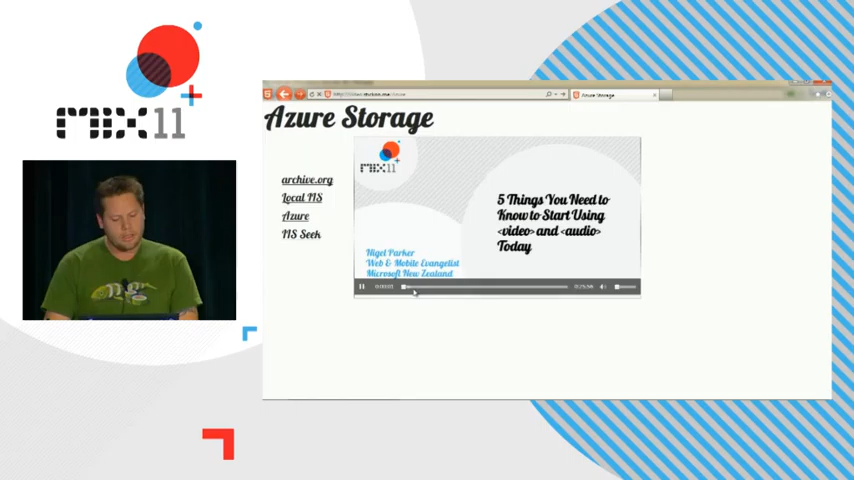 MIX11
Azure Storage
Azure Storage
archive.org
Local IIS
Azure
IIS Seek
MIX11
5 Things You Need to
Know to Start Using
<video> and <audio>
Today
Nigel Parker
Web & Mobile Evangelist
Microsoft New Zealand